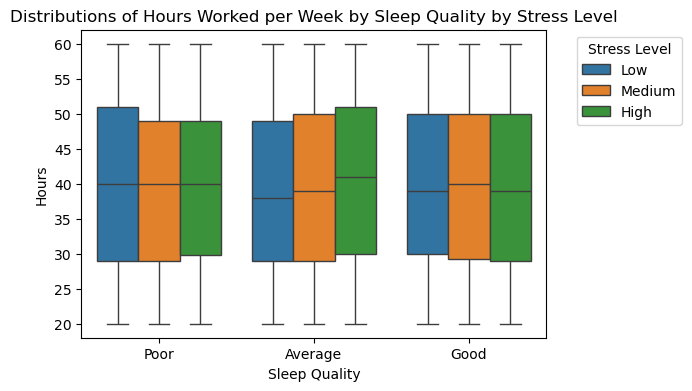 Distributions of Hours Worked per Week by Sleep Quality by Stress Level
60
55
50
45
40
35
30
25
20
Hours
Poor
Average
Good
Sleep Quality
Stress Level
Low
Medium
High